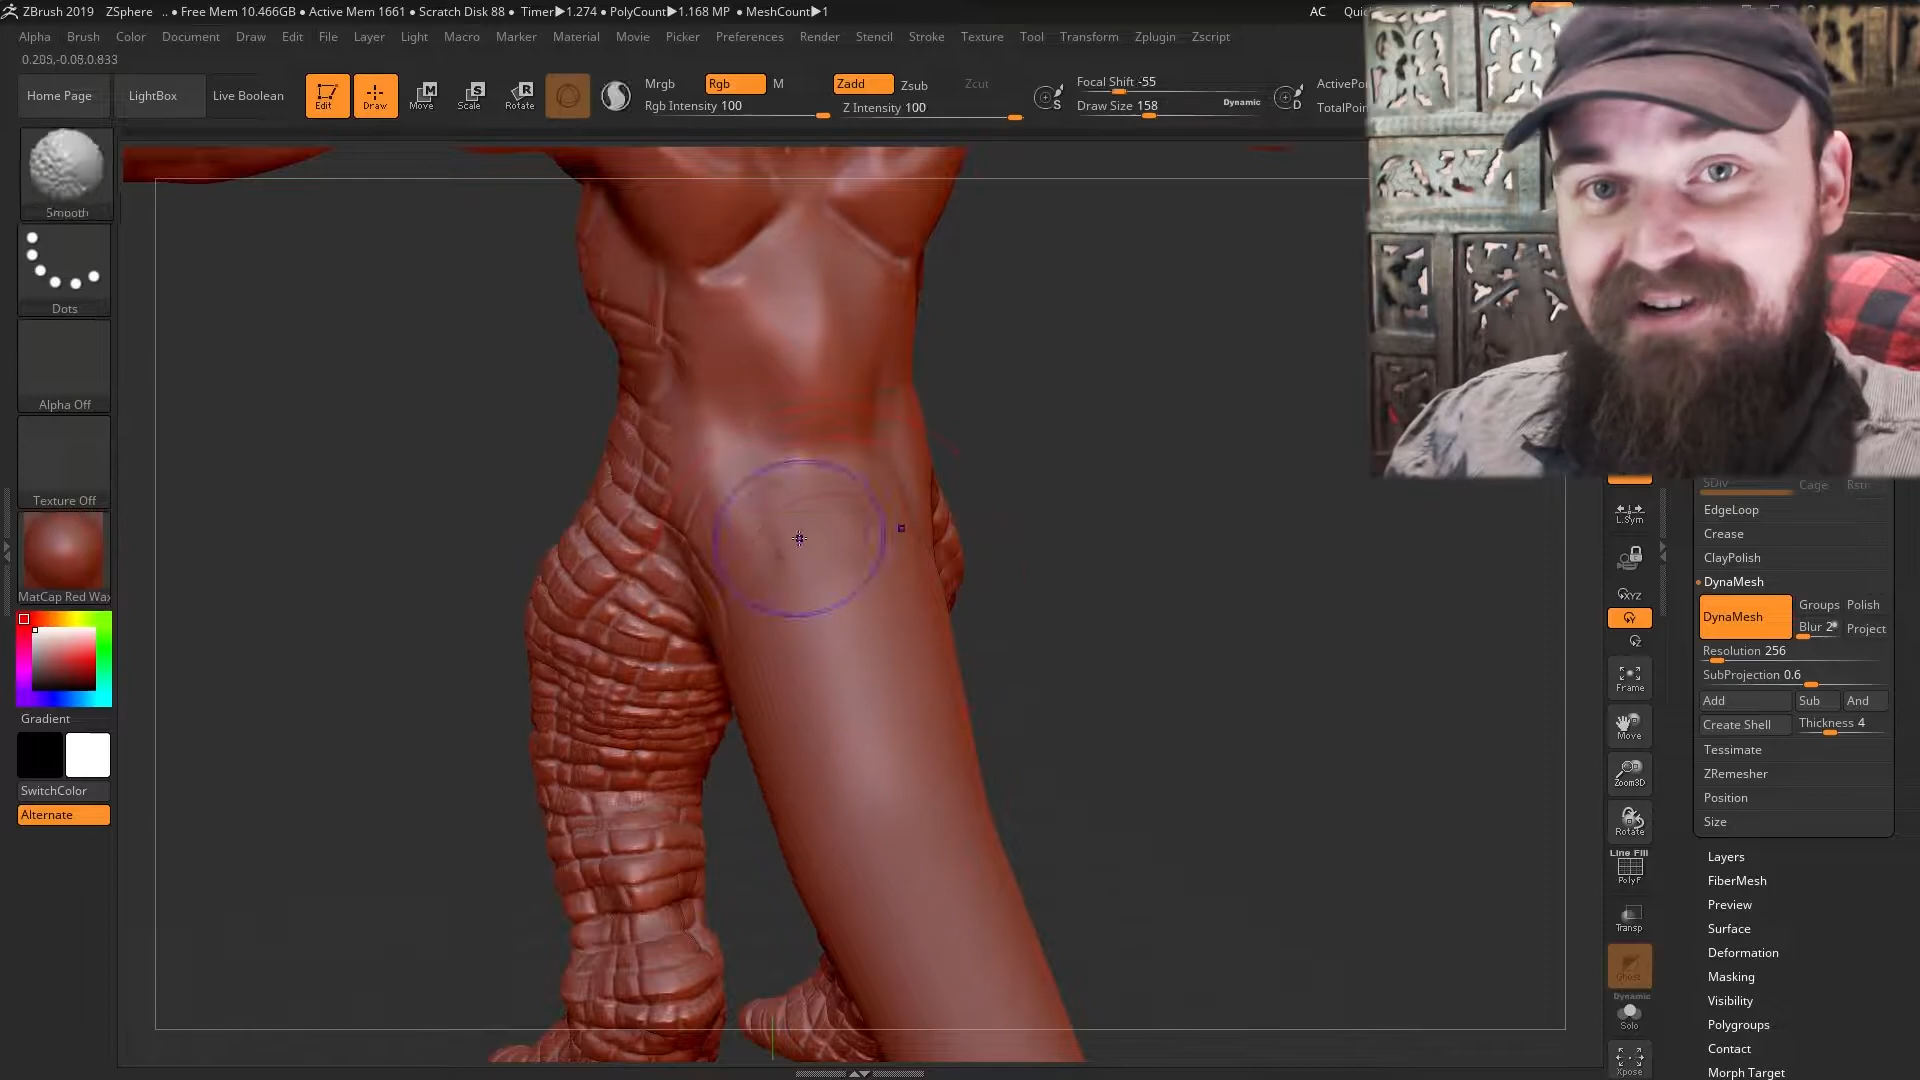 ZBrush 2019 ZSphere .. ● Free Mem 10.466GB ● Active Mem 1661 ● Scratch Disk 88 ● Timer▶1.274 ● PolyCount▶1.168 MP ● MeshCount▶1 AC
Alpha Brush Color Document Draw Edit File Layer Light Macro Marker Material Movie Picker Preferences Render Stencil Stroke Texture Tool Transform Zplugin Zscript
0.205,-0.08,0.833
Home Page LightBox Live Boolean
Edit Draw Move Scale Rotate
Mrgb Rgb M
Rgb Intensity 100
Zadd Zsub Zcut
Z Intensity 100
S
Focal Shift -55
Draw Size 158 Dynamic
D
Smooth
Dots
Alpha Off
Texture Off
MatCap Red Wax
Gradient
SwitchColor
Alternate
L.Sym
XYZ
Y
Z
Frame
Move
Zoom3D
Rotate
Line Fill
PolyF
Transp
Ghost
Dynamic
Solo
Xpose
SDiv Cage Rstr
EdgeLoop
Crease
ClayPolish
DynaMesh
DynaMesh Groups Polish
Blur 2 Project
Resolution 256
SubProjection 0.6
Add Sub And
Create Shell Thickness 4
Tessimate
ZRemesher
Position
Size
Layers
FiberMesh
Preview
Surface
Deformation
Masking
Visibility
Polygroups
Contact
Morph Target